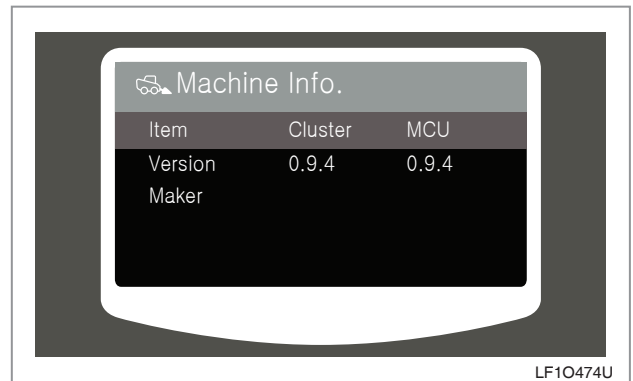 Machine Info.
Item Cluster MCU
Version 0.9.4 0.9.4
Maker
LF1O474U